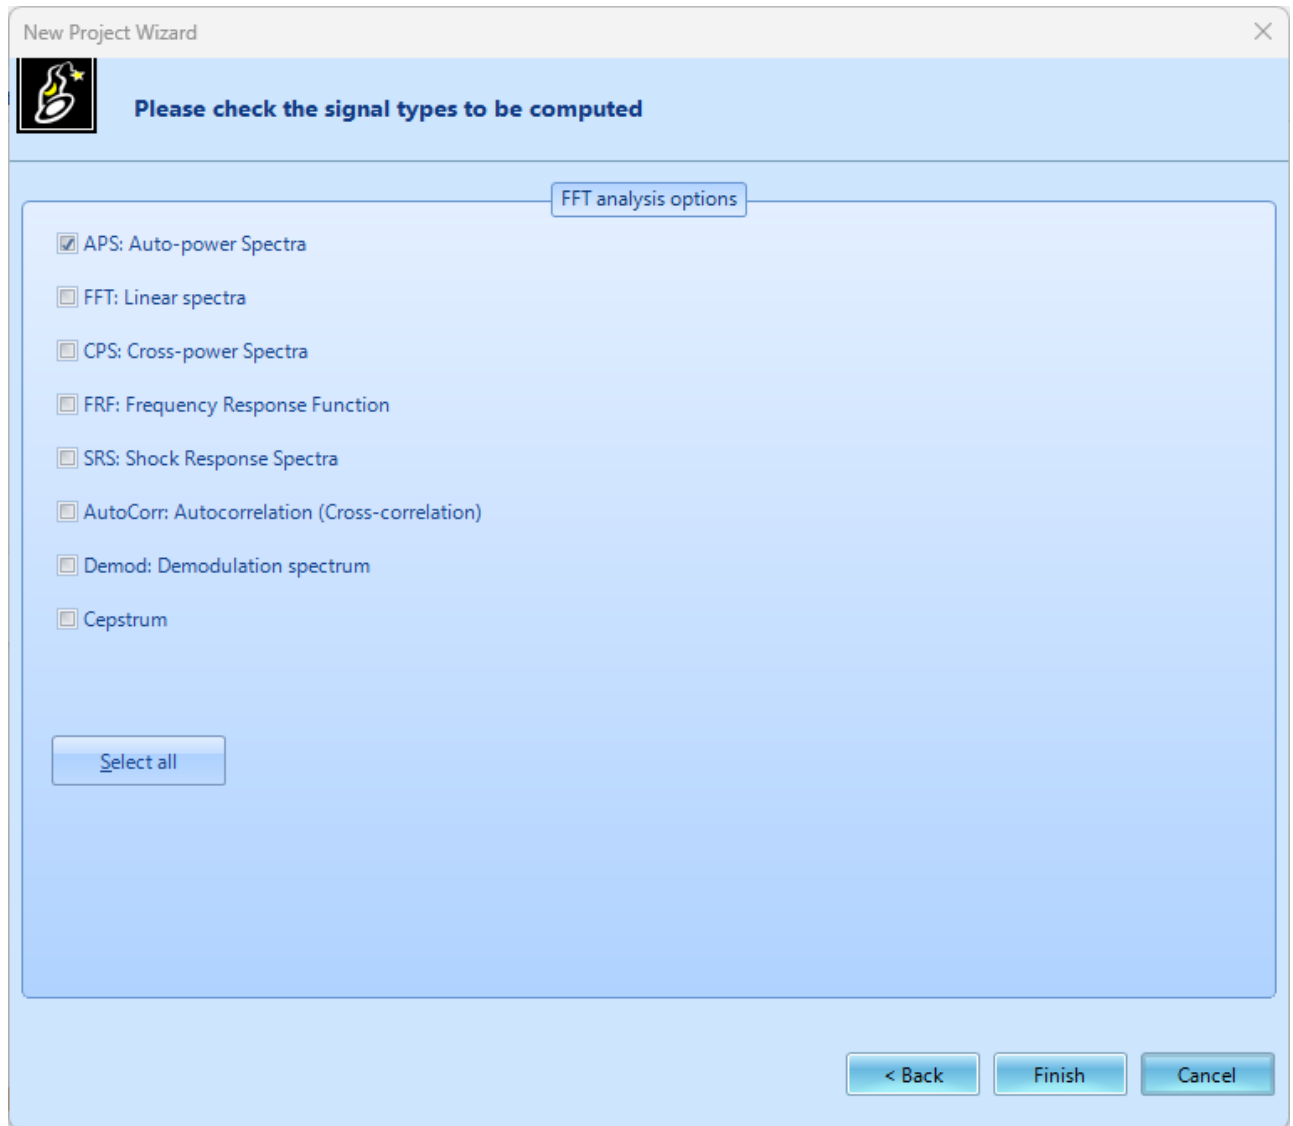 New Project Wizard
Please check the signal types to be computed
FFT analysis options
APS: Auto-power Spectra
FFT: Linear spectra
CPS: Cross-power Spectra
FRF: Frequency Response Function
SRS: Shock Response Spectra
AutoCorr: Autocorrelation (Cross-correlation)
Demod: Demodulation spectrum
Cepstrum
Select all
< Back
Finish
Cancel